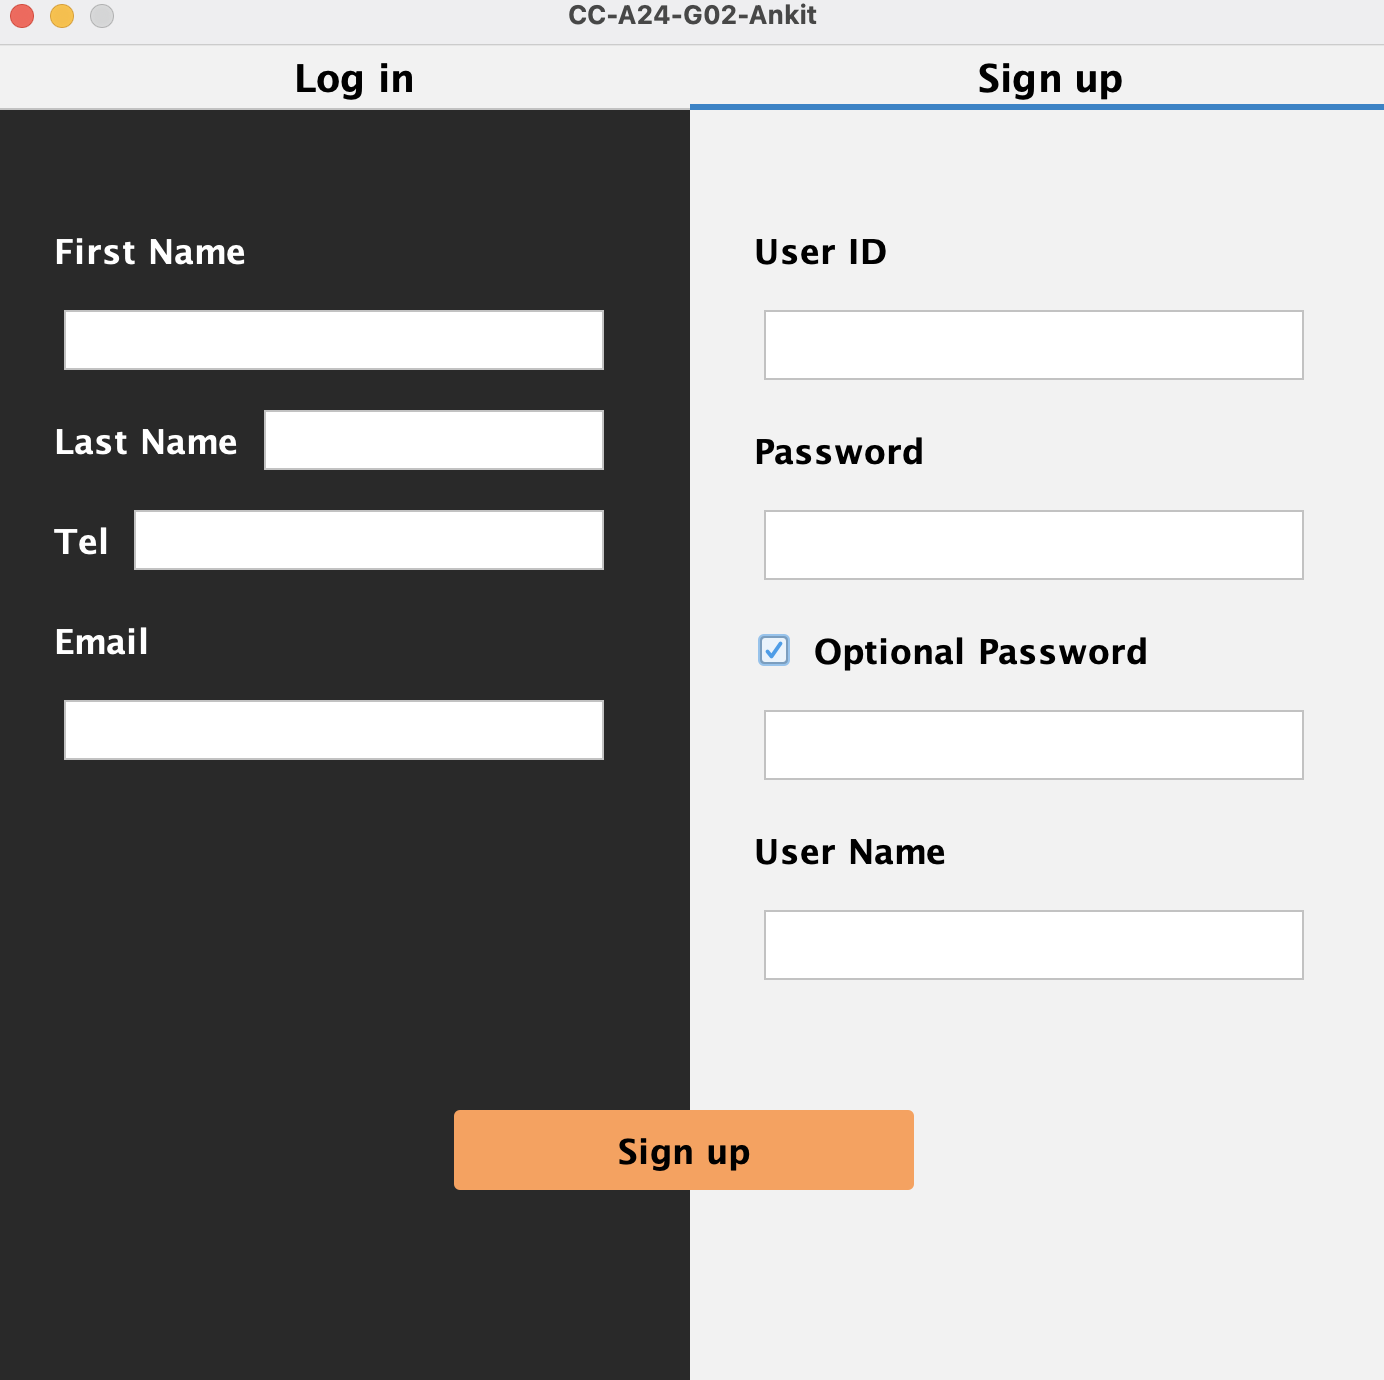 CC-A24-G02-Ankit
Log in
Sign up
First Name
Last Name
Tel
Email
User ID
Password
Optional Password
User Name
Sign up